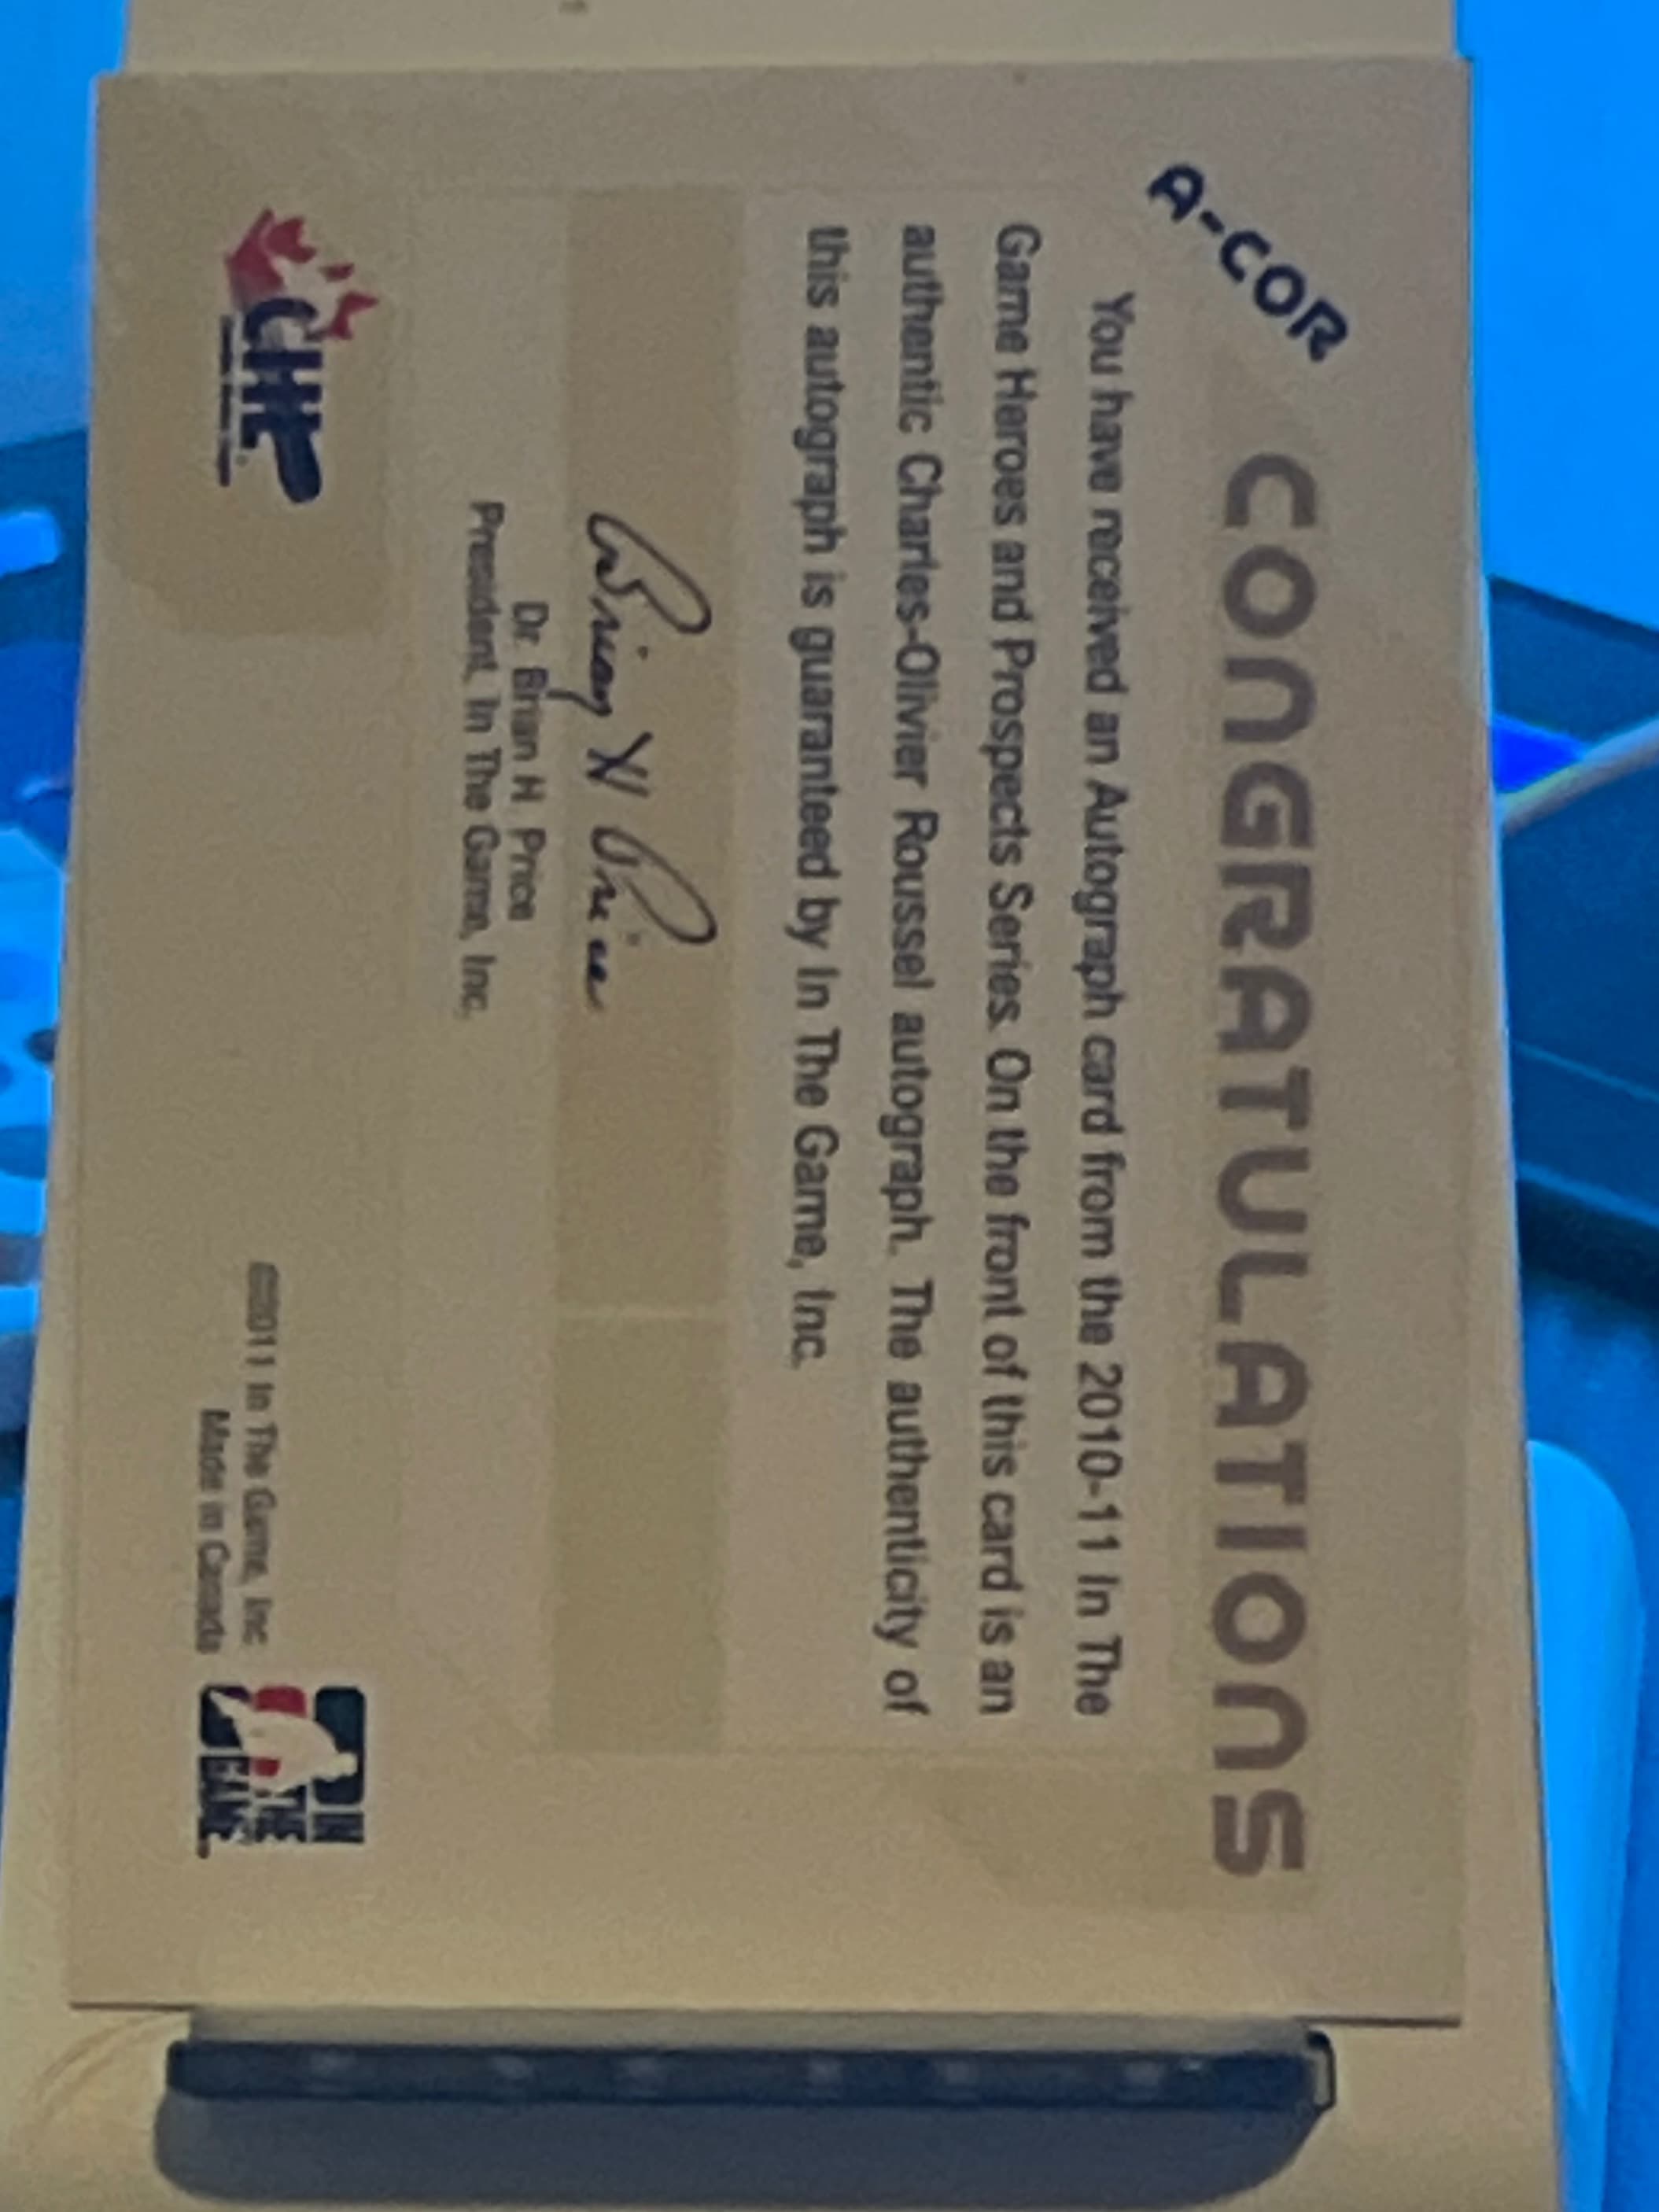 A-COR
CONGRATULATIONS
You have received an Autograph card from the 2010-11 In The
Game Heroes and Prospects Series. On the front of this card is an
authentic Charles-Olivier Roussel autograph. The authenticity of
this autograph is guaranteed by In The Game, Inc.
Brian H Price
Dr. Brian H. Price
President, In The Game, Inc.
CHL
©2011 In The Game, Inc.
Made in Canada
IN
THE
GAME